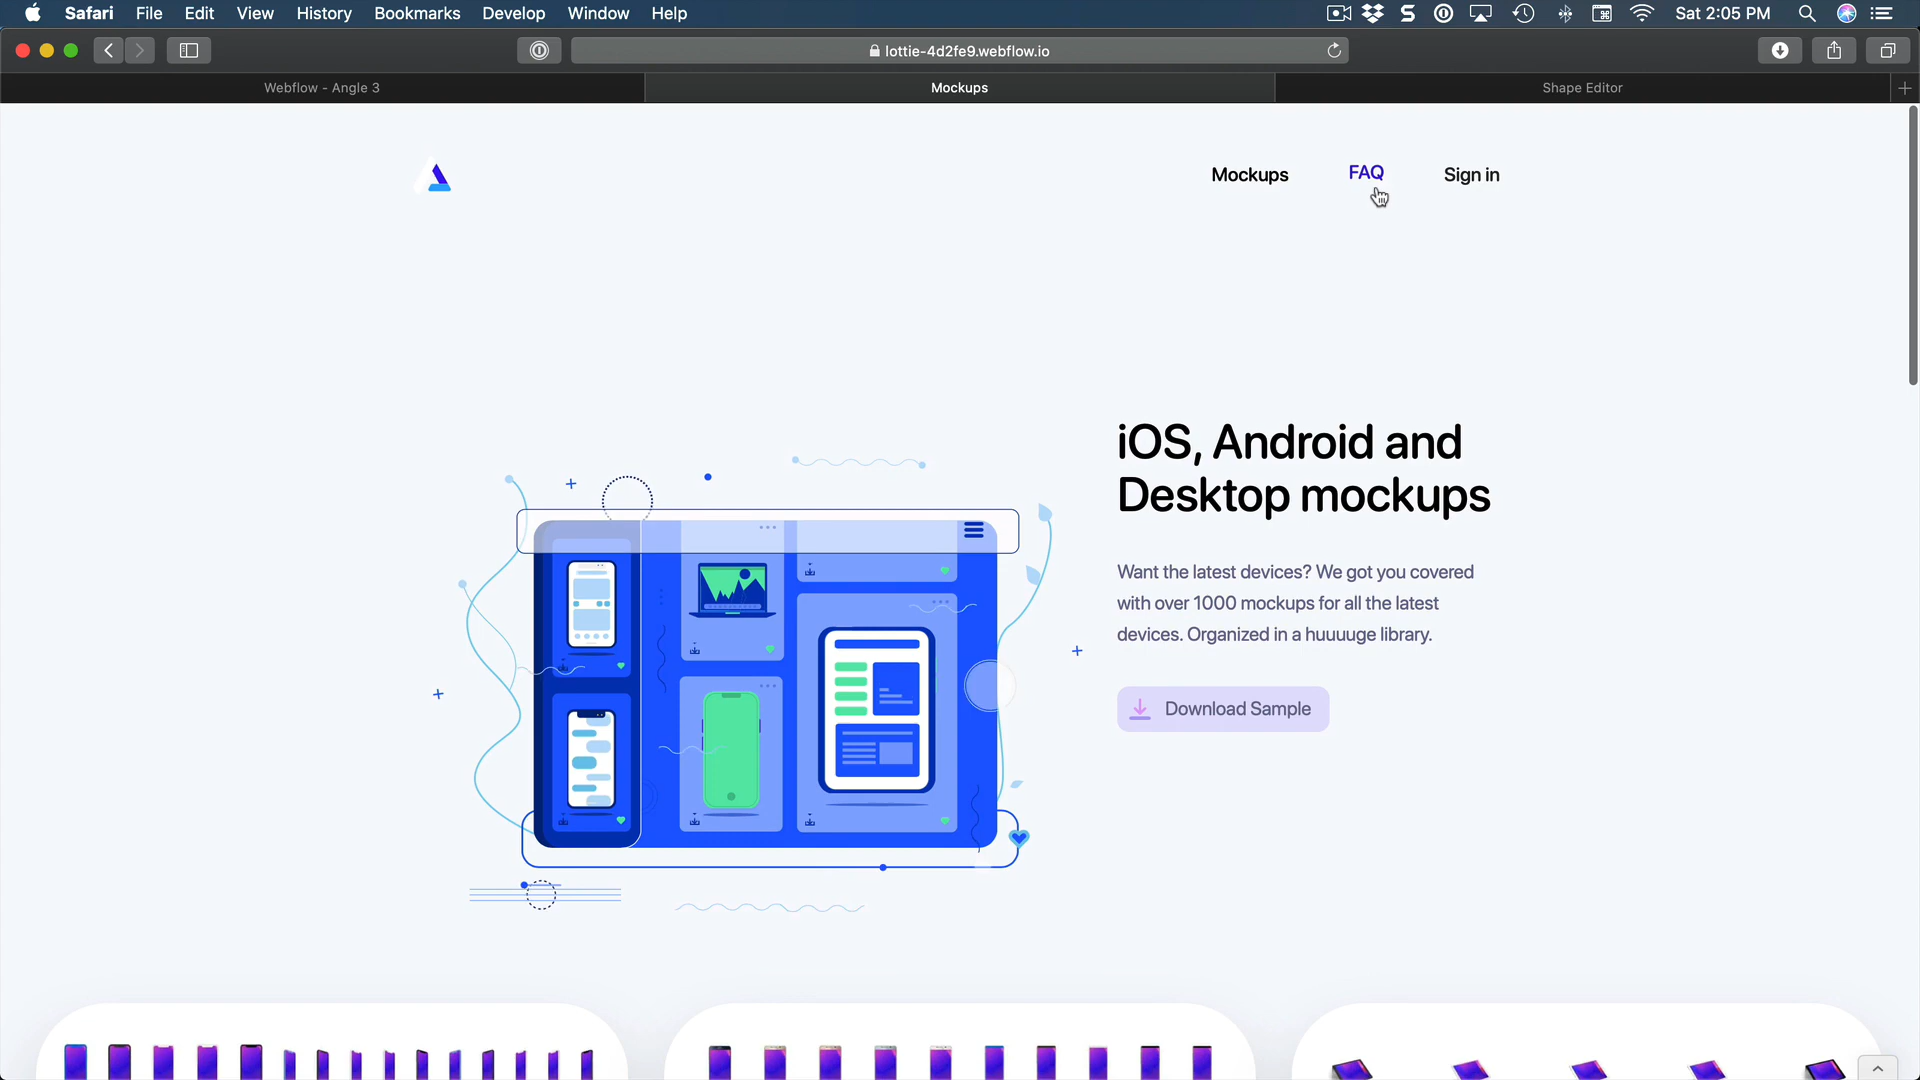 Safari File Edit View History Bookmarks Develop Window Help Sat 2:05 PM
lottie-4d2fe9.webflow.io
Webflow - Angle 3 Mockups Shape Editor
Mockups FAQ Sign in
iOS, Android and
Desktop mockups
Want the latest devices? We got you covered
with over 1000 mockups for all the latest
devices. Organized in a huuuuge library.
Download Sample